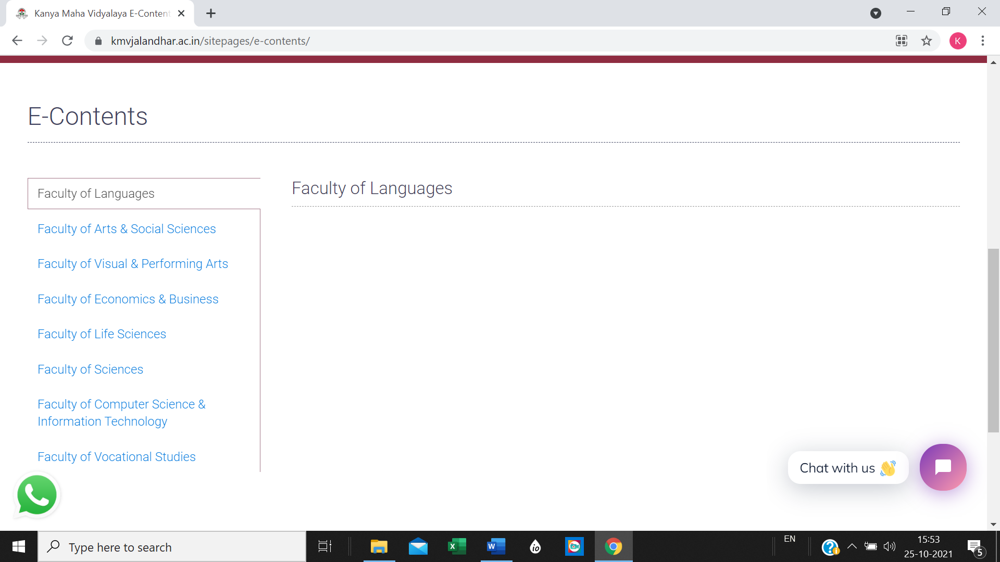 Kanya Maha Vidyalaya E-Content
kmvjalandhar.ac.in/sitepages/e-contents/
K
E-Contents
Faculty of Languages
Faculty of Arts & Social Sciences
Faculty of Visual & Performing Arts
Faculty of Economics & Business
Faculty of Life Sciences
Faculty of Sciences
Faculty of Computer Science &
Information Technology
Faculty of Vocational Studies
Faculty of Languages
Chat with us
Type here to search
X
W
io
EN
15:53
25-10-2021
5